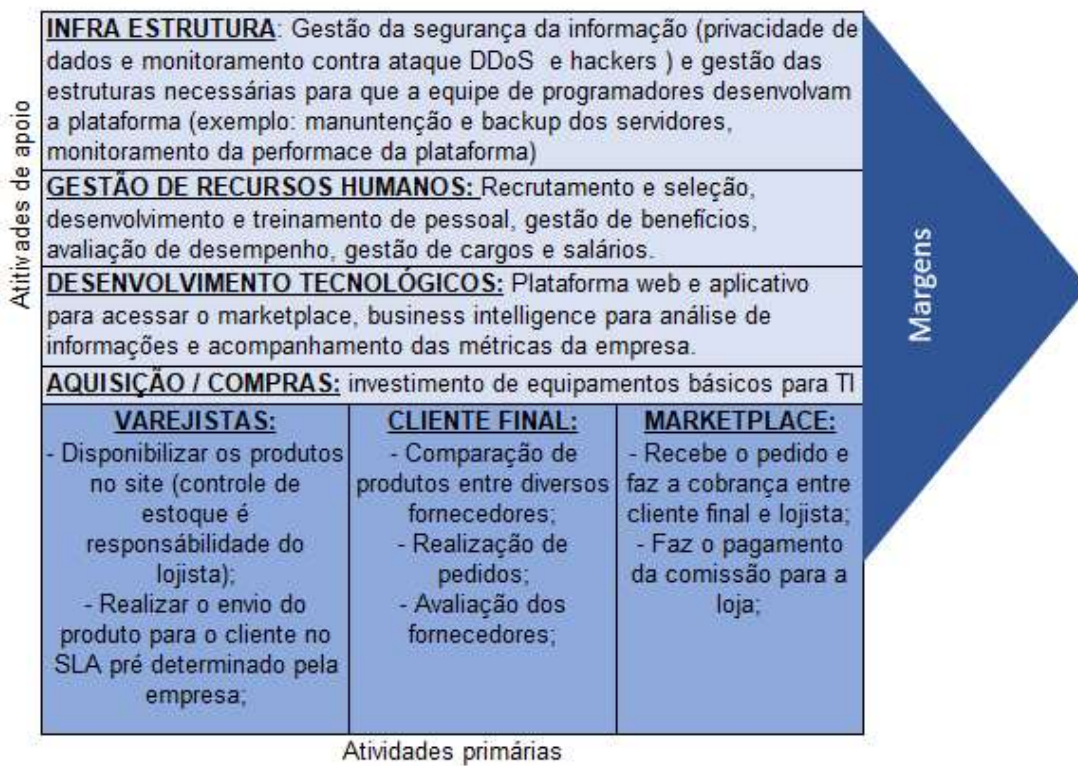 INFRA ESTRUTURA: Gestão da segurança da informação (privacidade de
dados e monitoramento contra ataque DDoS e hackers ) e gestão das
estruturas necessárias para que a equipe de programadores desenvolvam
a plataforma (exemplo: manuntenção e backup dos servidores,
monitoramento da performace da plataforma)
GESTÃO DE RECURSOS HUMANOS: Recrutamento e seleção,
desenvolvimento e treinamento de pessoal, gestão de benefícios,
avaliação de desempenho, gestão de cargos e salários.
DESENVOLVIMENTO TECNOLÓGICOS: Plataforma web e aplicativo
para acessar o marketplace, business intelligence para análise de
informações e acompanhamento das métricas da empresa.
AQUISIÇÃO / COMPRAS: investimento de equipamentos básicos para TI
Atitivades de apoio
VAREJISTAS:
- Disponibilizar os produtos
no site (controle de
estoque é
responsábilidade do
lojista);
- Realizar o envio do
produto para o cliente no
SLA pré determinado pela
empresa;
CLIENTE FINAL:
- Comparação de
produtos entre diversos
fornecedores;
- Realização de
pedidos;
- Avaliação dos
fornecedores;
MARKETPLACE:
- Recebe o pedido e
faz a cobrança entre
cliente final e lojista;
- Faz o pagamento
da comissão para a
loja;
Margens
Atividades primárias